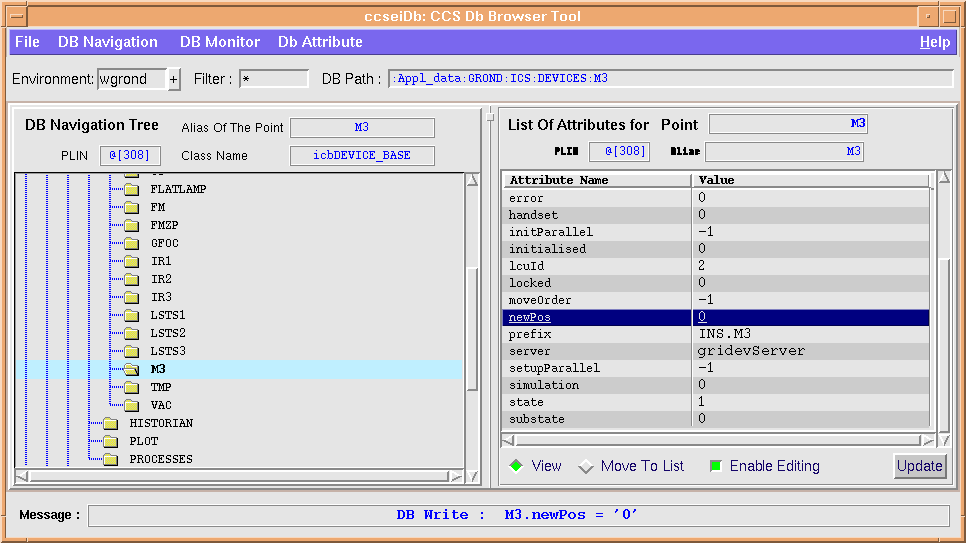 ccseiDb: CCS Db Browser Tool
File DB Navigation DB Monitor Db Attribute Help
Environment: wgrond + Filter : * DB Path : :Appl_data:GROND:ICS:DEVICES:M3
DB Navigation Tree Alias Of The Point M3
PLIN @[308] Class Name icbDEVICE_BASE
FLATLAMP
FM
FMZP
GFOC
IR1
IR2
IR3
LSTS1
LSTS2
LSTS3
M3
TMP
VAC
HISTORIAN
PLOT
PROCESSES
List Of Attributes for Point M3
PLIN @[308] Alias M3
Attribute Name Value
error 0
handset 0
initParallel -1
initialised 0
lcuId 2
locked 0
moveOrder -1
newPos 0
prefix INS.M3
server gridevServer
setupParallel -1
simulation 0
state 1
substate 0
View Move To List Enable Editing Update
Message : DB Write : M3.newPos = '0'